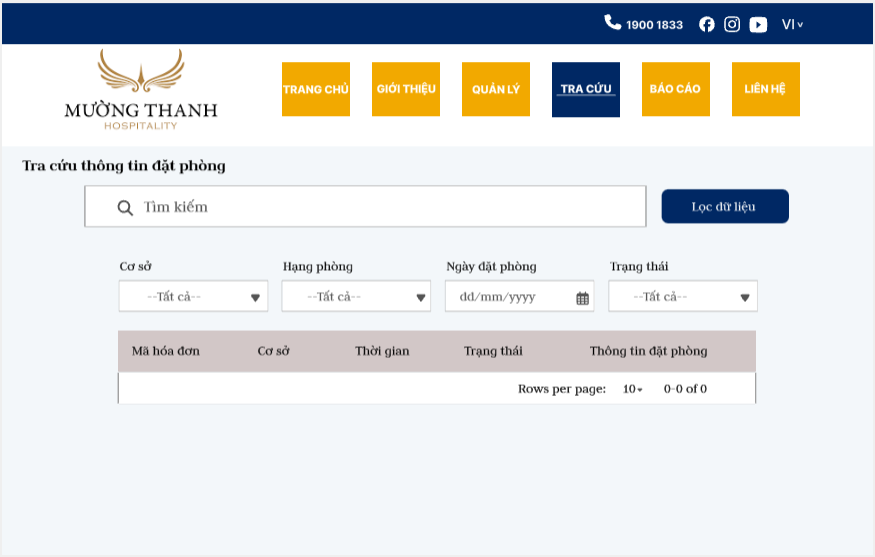 1900 1833 VI
MƯỜNG THANH
HOSPITALITY
TRANG CHỦ GIỚI THIỆU QUẢN LÝ TRA CỨU BÁO CÁO LIÊN HỆ
Tra cứu thông tin đặt phòng
Tìm kiếm Lọc dữ liệu
Cơ sở Hạng phòng Ngày đặt phòng Trạng thái
--Tất cả-- --Tất cả-- dd/mm/yyyy --Tất cả--
Mã hóa đơn Cơ sở Thời gian Trạng thái Thông tin đặt phòng
Rows per page: 10 0-0 of 0